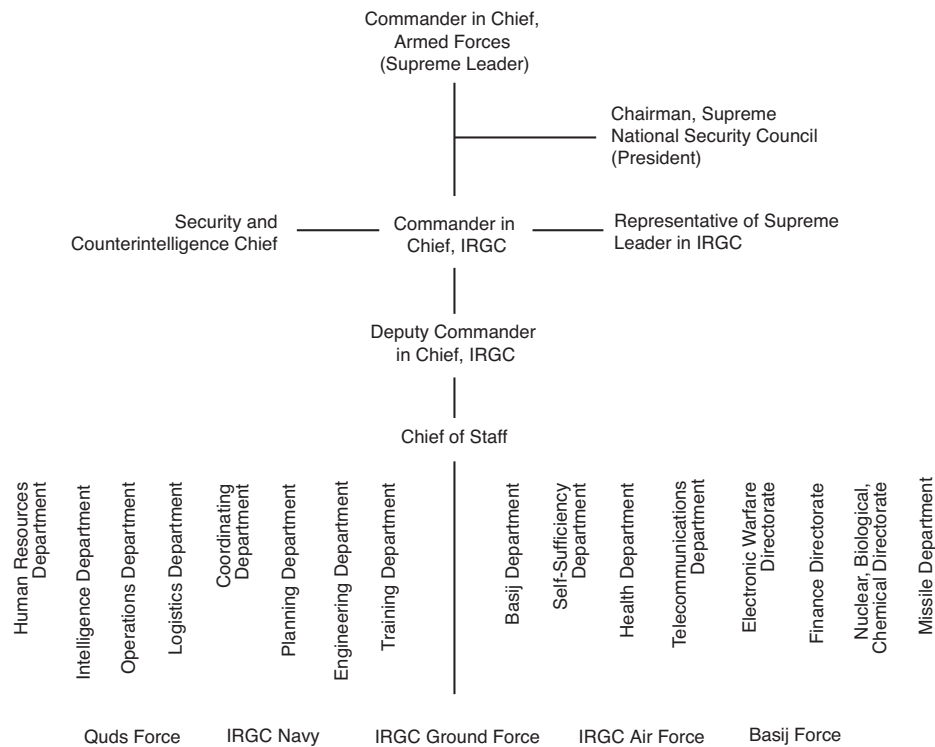 Commander in Chief,
Armed Forces
(Supreme Leader)
Chairman, Supreme
National Security Council
(President)
Security and
Counterintelligence Chief
Commander in
Chief, IRGC
Representative of Supreme
Leader in IRGC
Deputy Commander
in Chief, IRGC
Chief of Staff
Human Resources
Department
Intelligence Department
Operations Department
Logistics Department
Coordinating
Department
Planning Department
Engineering Department
Training Department
Basij Department
Self-Sufficiency
Department
Health Department
Telecommunications
Department
Electronic Warfare
Directorate
Finance Directorate
Nuclear, Biological,
Chemical Directorate
Missile Department
Quds Force
IRGC Navy
IRGC Ground Force
IRGC Air Force
Basij Force